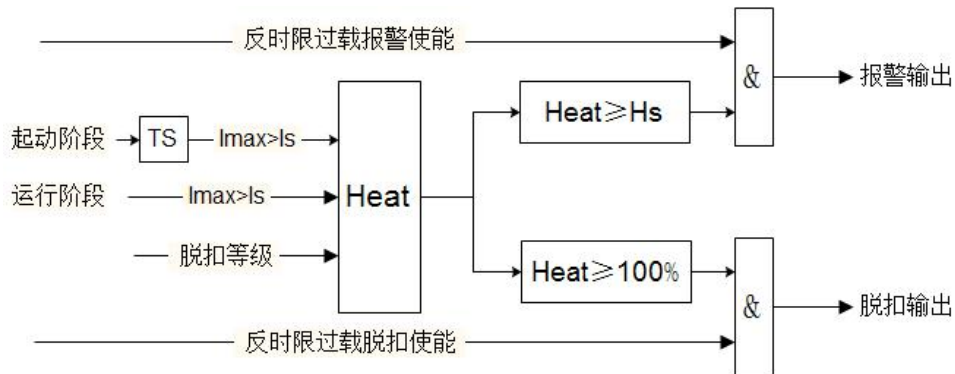 反时限过载报警使能
&
报警输出
Heat≥Hs
起动阶段
TS
Imax>Is
运行阶段
Imax>Is
Heat
脱扣等级
Heat≥100%
&
脱扣输出
反时限过载脱扣使能